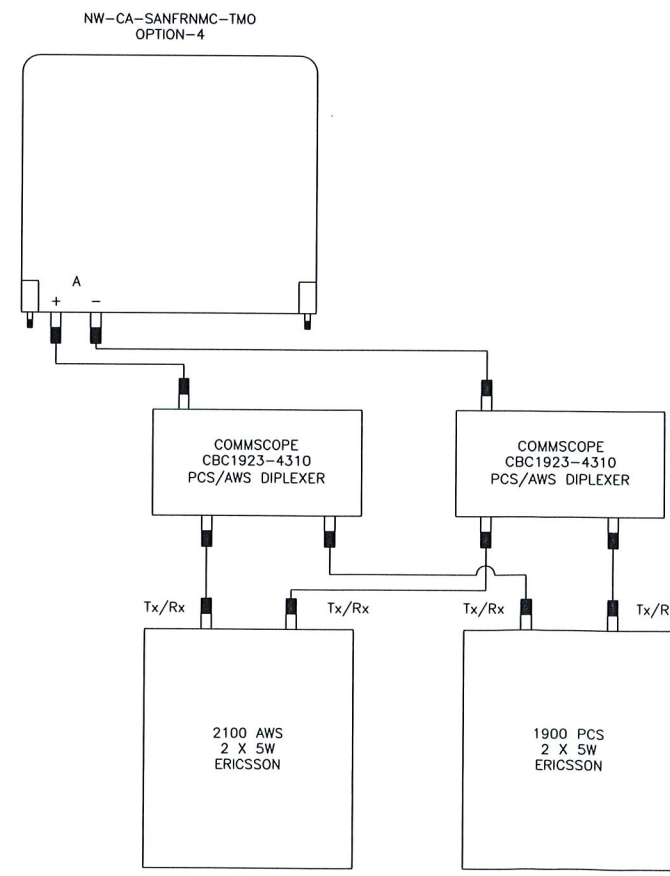 NW-CA-SANFRNMC-TMO
OPTION-4
A
+ -
COMMSCOPE
CBC1923-4310
PCS/AWS DIPLEXER
COMMSCOPE
CBC1923-4310
PCS/AWS DIPLEXER
Tx/Rx
Tx/Rx
Tx/Rx
Tx/R
2100 AWS
2 X 5W
ERICSSON
1900 PCS
2 X 5W
ERICSSON